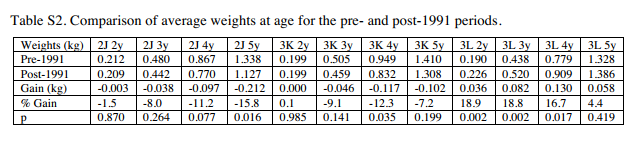 Table S2. Comparison of average weights at age for the pre- and post-1991 periods.
Weights (kg) 2J 2y 2J 3y 2J 4y 2J 5y 3K 2y 3K 3y 3K 4y 3K 5y 3L 2y 3L 3y 3L 4y 3L 5y
Pre-1991 0.212 0.480 0.867 1.338 0.199 0.505 0.949 1.410 0.190 0.438 0.779 1.328
Post-1991 0.209 0.442 0.770 1.127 0.199 0.459 0.832 1.308 0.226 0.520 0.909 1.386
Gain (kg) -0.003 -0.038 -0.097 -0.212 0.000 -0.046 -0.117 -0.102 0.036 0.082 0.130 0.058
% Gain -1.5 -8.0 -11.2 -15.8 0.1 -9.1 -12.3 -7.2 18.9 18.8 16.7 4.4
p 0.870 0.264 0.077 0.016 0.985 0.141 0.035 0.199 0.002 0.002 0.017 0.419